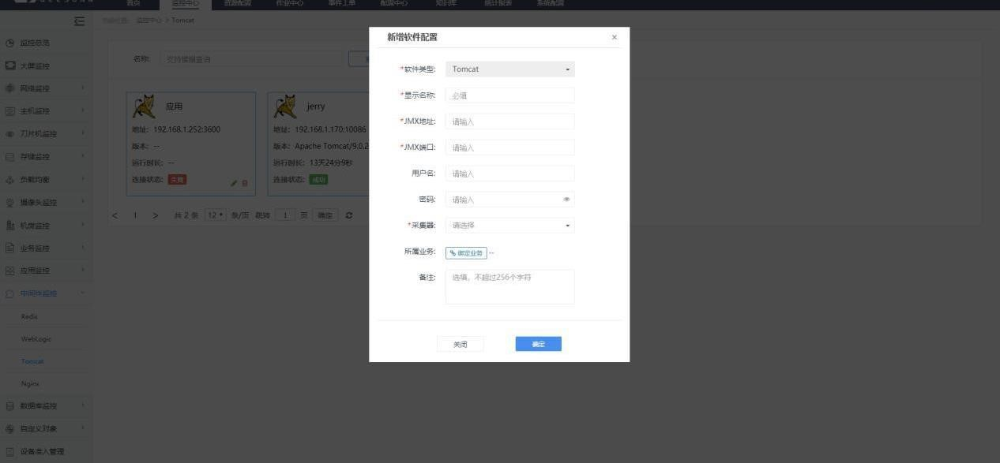 首页 监控中心 资源配置 作业中心 事件工单 配置中心 知识库 统计报表 系统配置
当前位置: 监控中心 > Tomcat
监控总览
大屏监控
网络监控
主机监控
刀片机监控
存储监控
负载均衡
摄像头监控
机房监控
业务监控
应用监控
中间件监控
Redis
WebLogic
Tomcat
Nginx
数据库监控
自定义对象
设备准入管理
名称: 支持模糊查询
应用
地址: 192.168.1.252:3600
版本: --
运行时长: --
连接状态: 失败
jerry
地址: 192.168.1.170:10086
版本: Apache Tomcat/9.0.2
运行时长: 13天24分9秒
连接状态: 成功
< 1 > 共 2 条 12 条/页 跳转 1 页 确定
新增软件配置 ×
*软件类型: Tomcat
*显示名称: 必填
*JMX地址: 请输入
*JMX端口: 请输入
用户名: 请输入
密码: 请输入
*采集器: 请选择
所属业务: 绑定业务 --
备注: 选填，不超过256个字符
关闭 确定